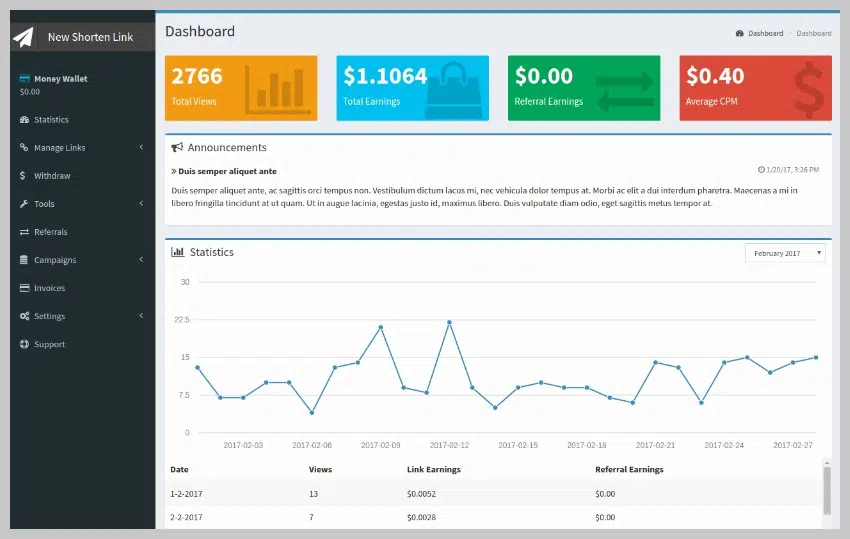 New Shorten Link
Money Wallet
$0.00
Statistics
Manage Links
Withdraw
Tools
Referrals
Campaigns
Invoices
Settings
Support
Dashboard
Dashboard
Dashboard
2766
Total Views
$1.1064
Total Earnings
$0.00
Referral Earnings
$0.40
Average CPM
Announcements
» Duis semper aliquet ante
1/20/17, 3:26 PM
Duis semper aliquet ante, ac sagittis orci tempus non. Vestibulum dictum lacus mi, nec vehicula dolor tempus at. Morbi ac elit a dui interdum pharetra. Maecenas a mi in
libero fringilla tincidunt at ut quam. Ut in augue lacinia, egestas justo id, maximus libero. Duis vulputate diam odio, eget sagittis metus tempor at.
Statistics
February 2017
30
22.5
15
7.5
0
2017-02-03 2017-02-06 2017-02-09 2017-02-12 2017-02-15 2017-02-18 2017-02-21 2017-02-24 2017-02-27
Date Views Link Earnings Referral Earnings
1-2-2017 13 $0.0052 $0.00
2-2-2017 7 $0.0028 $0.00